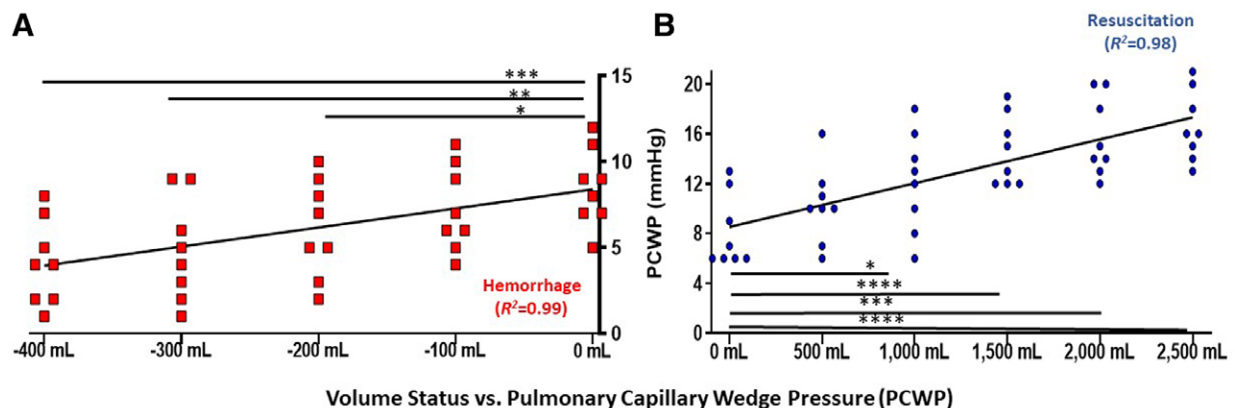 A
***
**
*
15
10
5
0
Hemorrhage
(R²=0.99)
-400 mL -300 mL -200 mL -100 mL 0 mL
B
Resuscitation
(R²=0.98)
PCWP (mmHg)
20
16
12
8
4
0
*
****
***
****
0 mL 500 mL 1,000 mL 1,500 mL 2,000 mL 2,500 mL
Volume Status vs. Pulmonary Capillary Wedge Pressure (PCWP)